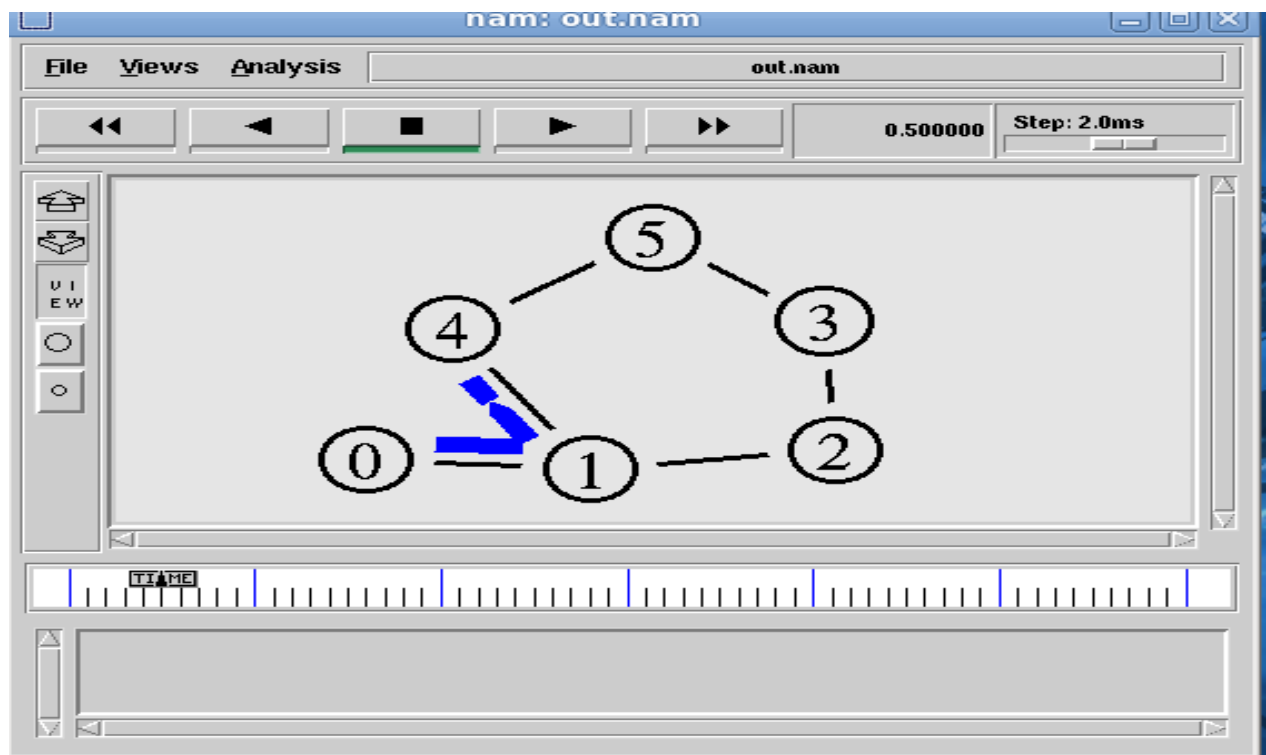 nam: out.nam
File Views Analysis out.nam
0.500000 Step: 2.0ms
V I
E W
5
4
3
0
1
2
TIME